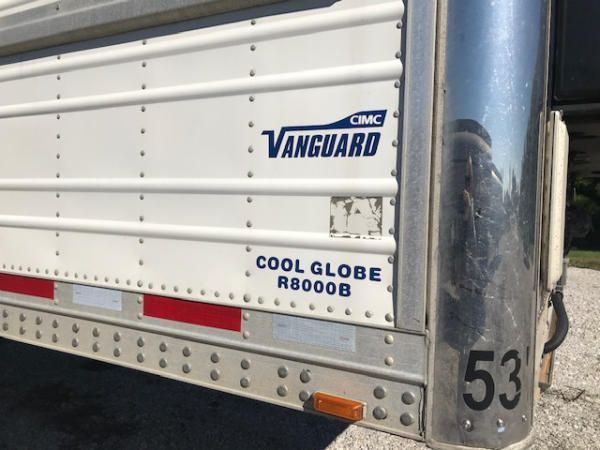 CIMC
VANGUARD
COOL GLOBE
R8000B
53'